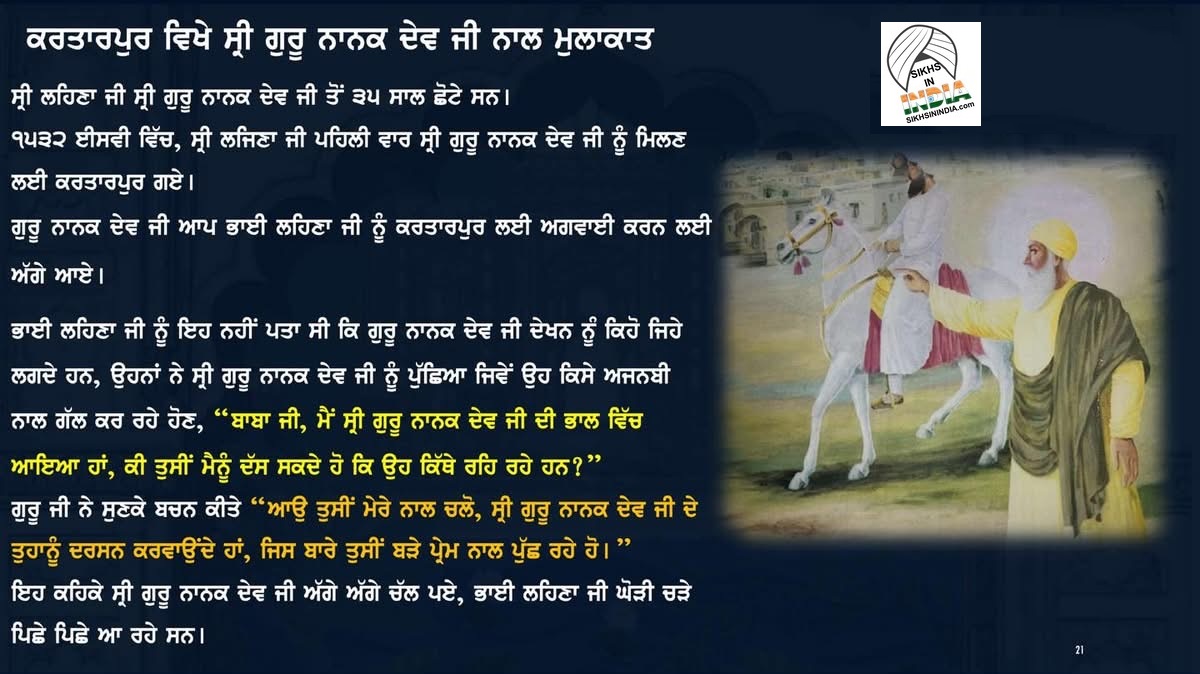 ਕਰਤਾਰਪੁਰ ਵਿਖੇ ਸ੍ਰੀ ਗੁਰੂ ਨਾਨਕ ਦੇਵ ਜੀ ਨਾਲ ਮੁਲਾਕਾਤ
SIKHS
IN
INDIA
SIKHSININDIA.com
ਸ੍ਰੀ ਲਹਿਣਾ ਜੀ ਸ੍ਰੀ ਗੁਰੂ ਨਾਨਕ ਦੇਵ ਜੀ ਤੋਂ ੩੫ ਸਾਲ ਛੋਟੇ ਸਨ।
੧੫੩੨ ਈਸਵੀ ਵਿੱਚ, ਸ੍ਰੀ ਲਜਿਣਾ ਜੀ ਪਹਿਲੀ ਵਾਰ ਸ੍ਰੀ ਗੁਰੂ ਨਾਨਕ ਦੇਵ ਜੀ ਨੂੰ ਮਿਲਣ
ਲਈ ਕਰਤਾਰਪੁਰ ਗਏ।
ਗੁਰੂ ਨਾਨਕ ਦੇਵ ਜੀ ਆਪ ਭਾਈ ਲਹਿਣਾ ਜੀ ਨੂੰ ਕਰਤਾਰਪੁਰ ਲਈ ਅਗਵਾਈ ਕਰਨ ਲਈ
ਅੱਗੇ ਆਏ।
ਭਾਈ ਲਹਿਣਾ ਜੀ ਨੂੰ ਇਹ ਨਹੀਂ ਪਤਾ ਸੀ ਕਿ ਗੁਰੂ ਨਾਨਕ ਦੇਵ ਜੀ ਦੇਖਨ ਨੂੰ ਕਿਹੋ ਜਿਹੇ
ਲਗਦੇ ਹਨ, ਉਹਨਾਂ ਨੇ ਸ੍ਰੀ ਗੁਰੂ ਨਾਨਕ ਦੇਵ ਜੀ ਨੂੰ ਪੁੱਛਿਆ ਜਿਵੇਂ ਉਹ ਕਿਸੇ ਅਜਨਬੀ
ਨਾਲ ਗੱਲ ਕਰ ਰਹੇ ਹੋਣ, “ਬਾਬਾ ਜੀ, ਮੈਂ ਸ੍ਰੀ ਗੁਰੂ ਨਾਨਕ ਦੇਵ ਜੀ ਦੀ ਭਾਲ ਵਿੱਚ
ਆਇਆ ਹਾਂ, ਕੀ ਤੁਸੀਂ ਮੈਨੂੰ ਦੱਸ ਸਕਦੇ ਹੋ ਕਿ ਉਹ ਕਿੱਥੇ ਰਹਿ ਰਹੇ ਹਨ?”
ਗੁਰੂ ਜੀ ਨੇ ਸੁਣਕੇ ਬਚਨ ਕੀਤੇ “ਆਉ ਤੁਸੀਂ ਮੇਰੇ ਨਾਲ ਚਲੋ, ਸ੍ਰੀ ਗੁਰੂ ਨਾਨਕ ਦੇਵ ਜੀ ਦੇ
ਤੁਹਾਨੂੰ ਦਰਸਨ ਕਰਵਾਉਂਦੇ ਹਾਂ, ਜਿਸ ਬਾਰੇ ਤੁਸੀਂ ਬੜੇ ਪ੍ਰੇਮ ਨਾਲ ਪੁੱਛ ਰਹੇ ਹੋ।”
ਇਹ ਕਹਿਕੇ ਸ੍ਰੀ ਗੁਰੂ ਨਾਨਕ ਦੇਵ ਜੀ ਅੱਗੇ ਅੱਗੇ ਚੱਲ ਪਏ, ਭਾਈ ਲਹਿਣਾ ਜੀ ਘੋੜੀ ਚੜੇ
ਪਿਛੇ ਪਿਛੇ ਆ ਰਹੇ ਸਨ।
21